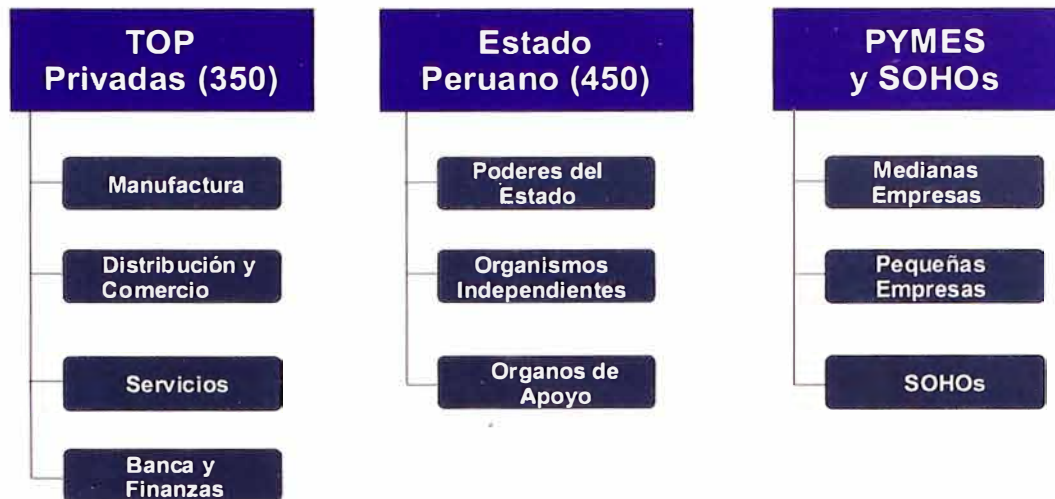 TOP
Privadas (350)
Manufactura
Distribución y
Comercio
Servicios
Banca y
Finanzas
Estado
Peruano (450)
Poderes del
Estado
Organismos
Independientes
Organos de
Apoyo
PYMES
y SOHOs
Medianas
Empresas
Pequeñas
Empresas
SOHOs